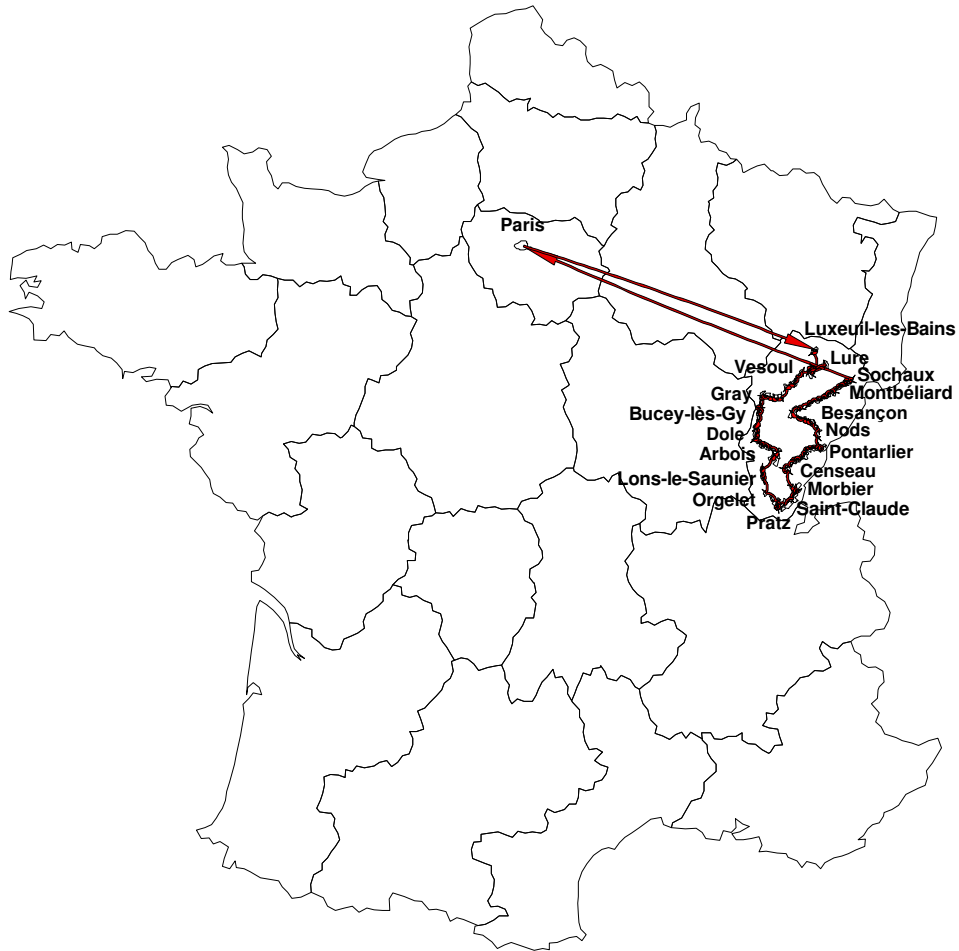 Paris
Luxeuil-les-Bains
Lure
Vesoul
Sochaux
Montbéliard
Gray
Bucey-lès-Gy
Besançon
Nods
Dole
Arbois
Pontarlier
Censeau
Lons-le-Saunier
Morbier
Orgelet
Saint-Claude
Pratz